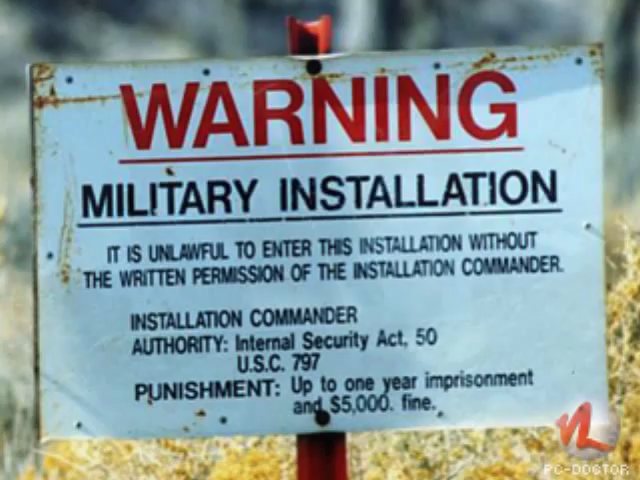 WARNING
MILITARY INSTALLATION
IT IS UNLAWFUL TO ENTER THIS INSTALLATION WITHOUT
THE WRITTEN PERMISSION OF THE INSTALLATION COMMANDER.
INSTALLATION COMMANDER
AUTHORITY: Internal Security Act, 50
U.S.C. 797
PUNISHMENT: Up to one year imprisonment
and $5,000. fine.
PC-DOCTOR